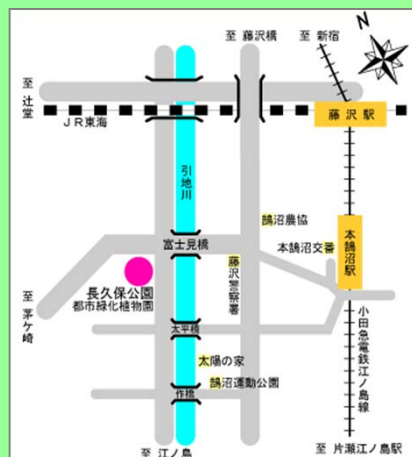 N
至 藤沢橋
至 新宿
至 辻堂
JR東海
藤沢駅
引地川
鵠沼農協
富士見橋
本鵠沼交番
本鵠沼駅
藤沢警察署
長久保公園
都市緑化植物園
至 茅ケ崎
太平橋
小田急電鉄江ノ島線
太陽の家
鵠沼運動公園
作橋
至 江ノ島
至 片瀬江ノ島駅